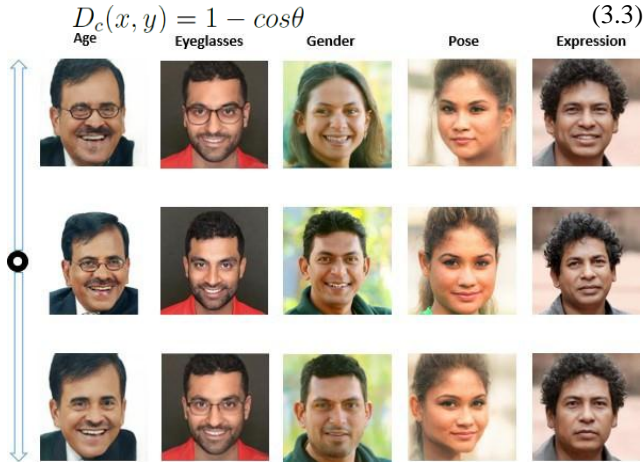 D_c(x, y) = 1 − cosθ (3.3)
Age Eyeglasses Gender Pose Expression